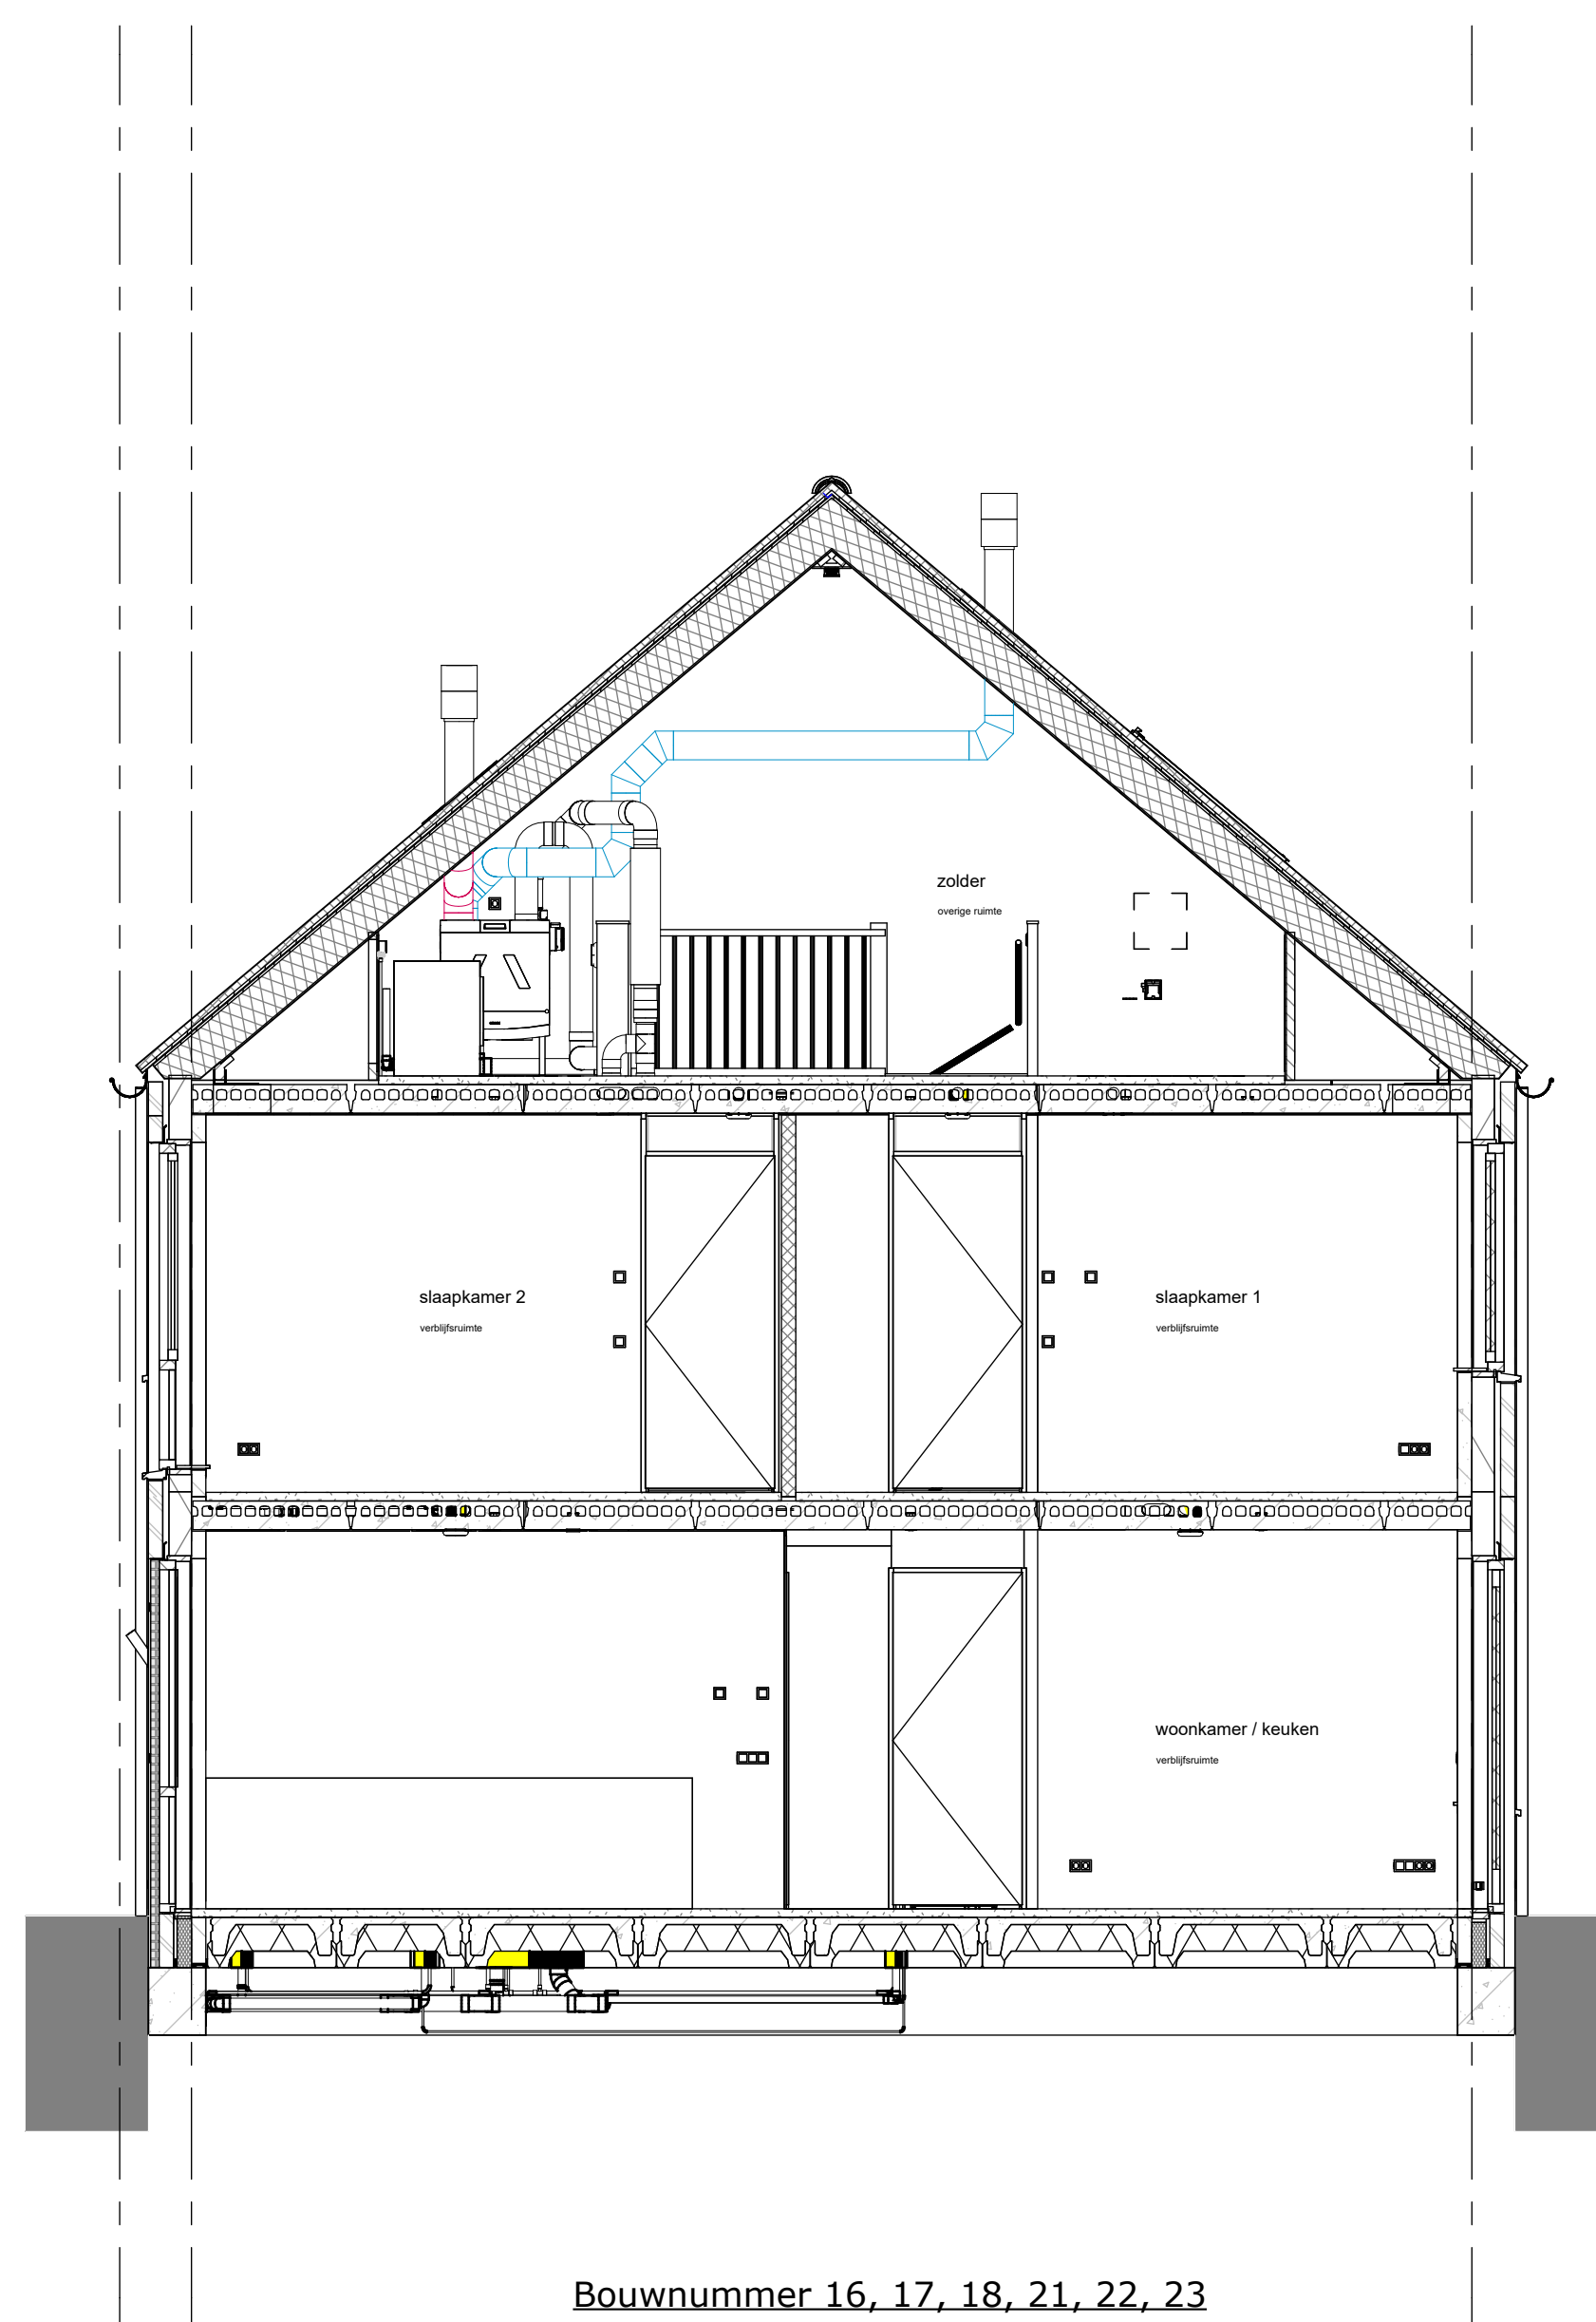 zolder
overige ruimte
slaapkamer 2
verblijfsruimte
slaapkamer 1
verblijfsruimte
woonkamer / keuken
verblijfsruimte
Bouwnummer 16, 17, 18, 21, 22, 23